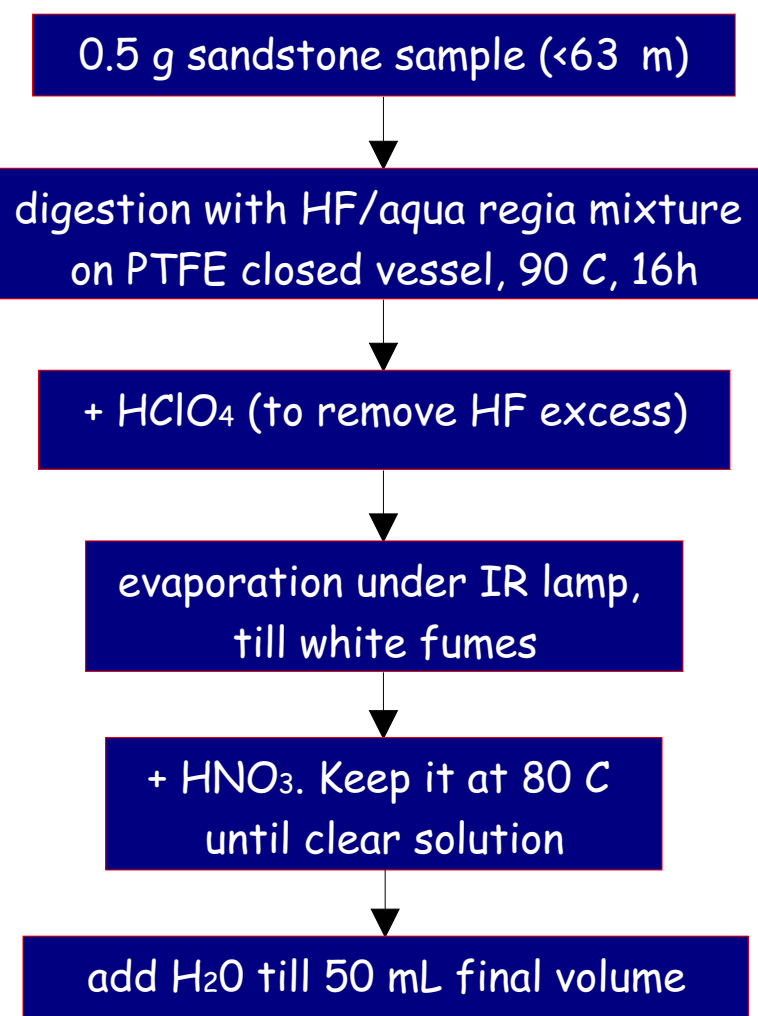 0.5 g sandstone sample (<63 m)
digestion with HF/aqua regia mixture
on PTFE closed vessel, 90 C, 16h
+ HClO₄ (to remove HF excess)
evaporation under IR lamp,
till white fumes
+ HNO₃. Keep it at 80 C
until clear solution
add H₂0 till 50 mL final volume